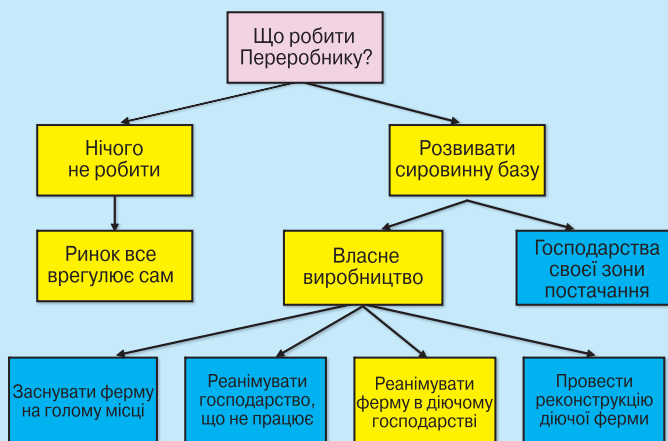 Що робити
Переробнику?
Нічого
не робити
Розвивати
сировинну базу
Ринок все
врегулює сам
Власне
виробництво
Господарства
своєї зони
постачання
Заснувати ферму
на голому місці
Реанімувати
господарство,
що не працює
Реанімувати
ферму в діючому
господарстві
Провести
реконструкцію
діючої ферми